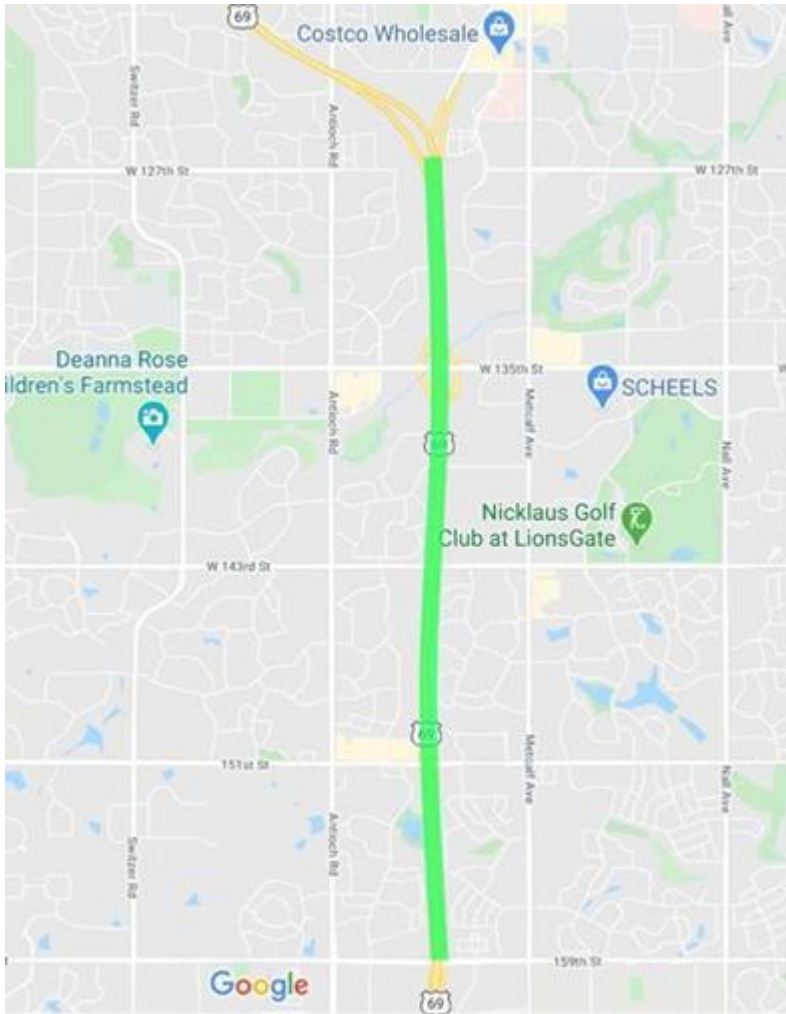 69
Costco Wholesale
all Ave
Switzer Rd
Antioch Rd
W 127th St
W 127th St
Deanna Rose
ildren's Farmstead
W 135th St
W
SCHEELS
Antioch Rd
Metcalf Ave
Nall Ave
69
Nicklaus Golf
Club at LionsGate
W 143rd St
69
151st St
Metcalf Ave
Nall Ave
Antioch Rd
Switzer Rd
159th St
Google
69